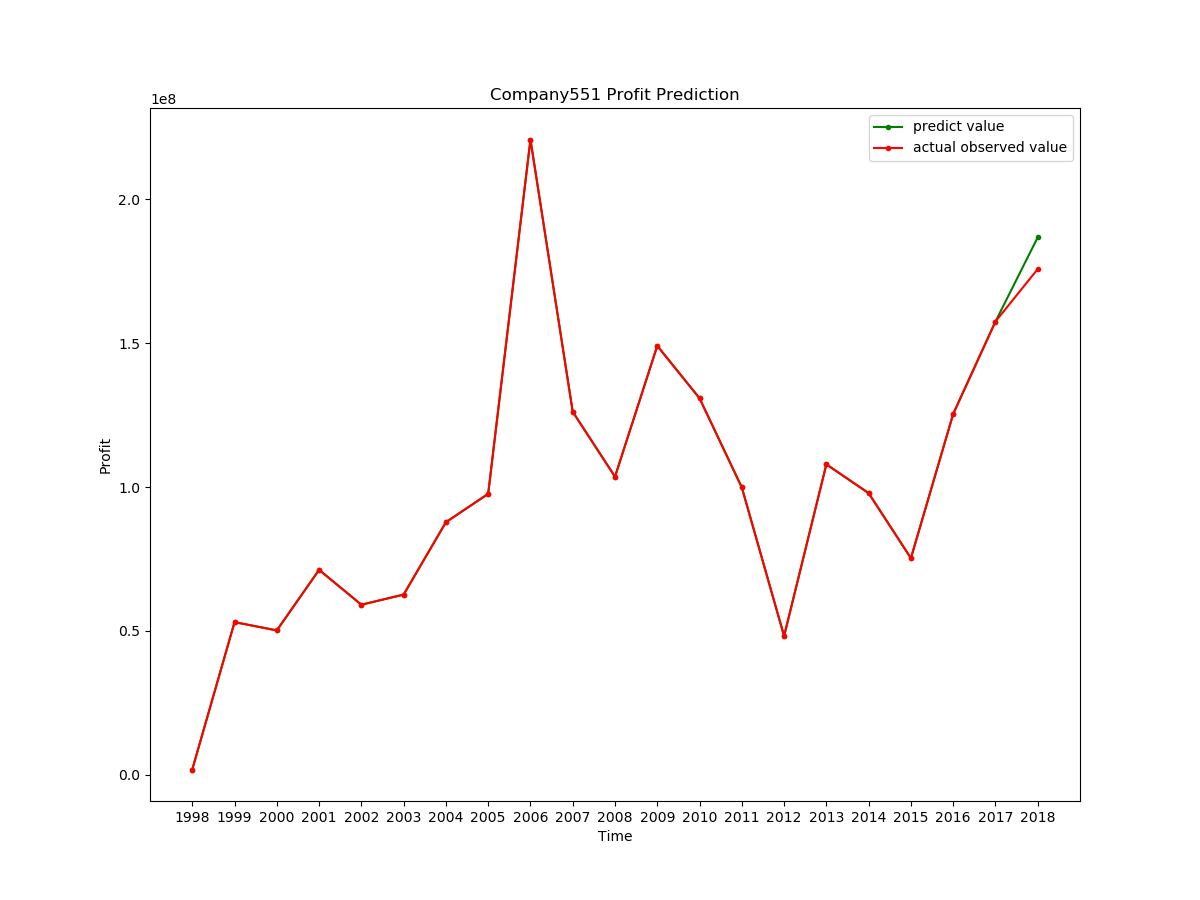 Company551 Profit Prediction
1e8
predict value
actual observed value
2.0
1.5
1.0
0.5
0.0
Profit
1998 1999 2000 2001 2002 2003 2004 2005 2006 2007 2008 2009 2010 2011 2012 2013 2014 2015 2016 2017 2018
Time